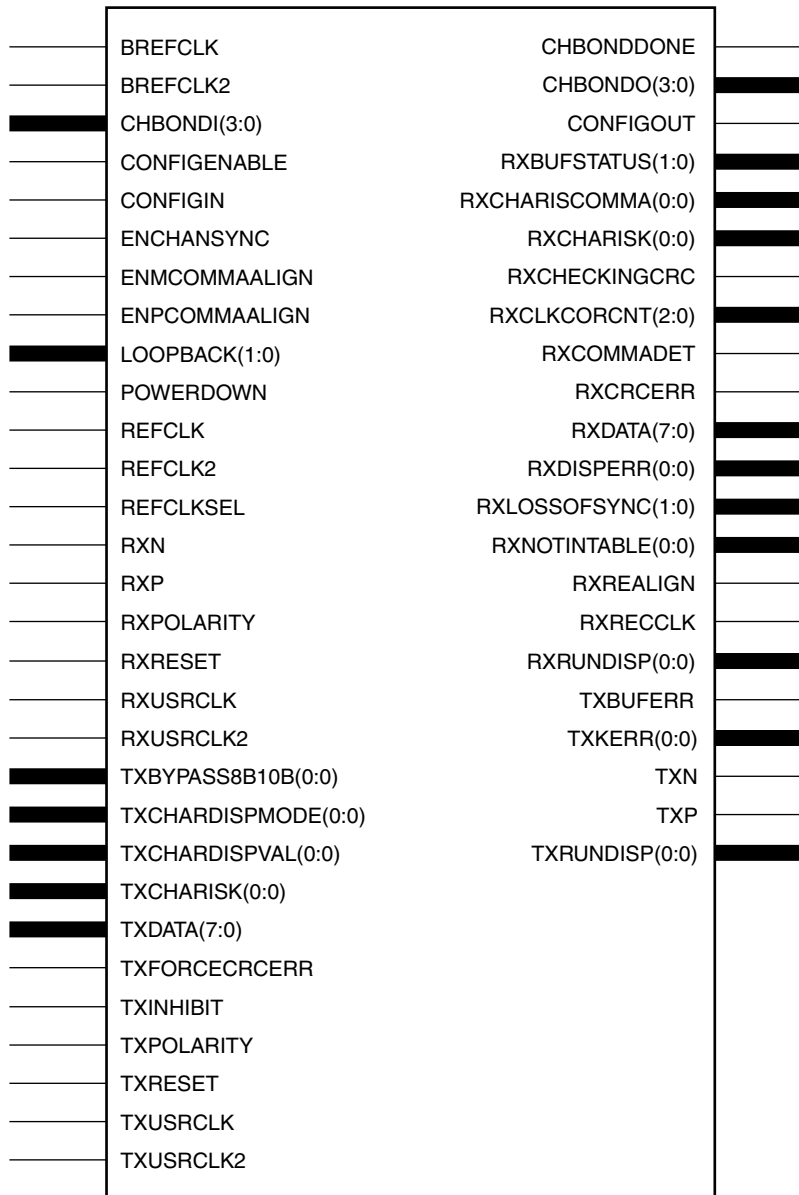 BREFCLK
BREFCLK2
CHBONDI(3:0)
CONFIGENABLE
CONFIGIN
ENCHANSYNC
ENMCOMMAALIGN
ENPCOMMAALIGN
LOOPBACK(1:0)
POWERDOWN
REFCLK
REFCLK2
REFCLKSEL
RXN
RXP
RXPOLARITY
RXRESET
RXUSRCLK
RXUSRCLK2
TXBYPASS8B10B(0:0)
TXCHARDISPMODE(0:0)
TXCHARDISPVAL(0:0)
TXCHARISK(0:0)
TXDATA(7:0)
TXFORCECRCERR
TXINHIBIT
TXPOLARITY
TXRESET
TXUSRCLK
TXUSRCLK2
CHBONDDONE
CHBONDO(3:0)
CONFIGOUT
RXBUFSTATUS(1:0)
RXCHARISCOMMA(0:0)
RXCHARISK(0:0)
RXCHECKINGCRC
RXCLKCORCNT(2:0)
RXCOMMADET
RXCRCERR
RXDATA(7:0)
RXDISPERR(0:0)
RXLOSSOFSYNC(1:0)
RXNOTINTABLE(0:0)
RXREALIGN
RXRECCLK
RXRUNDISP(0:0)
TXBUFERR
TXKERR(0:0)
TXN
TXP
TXRUNDISP(0:0)